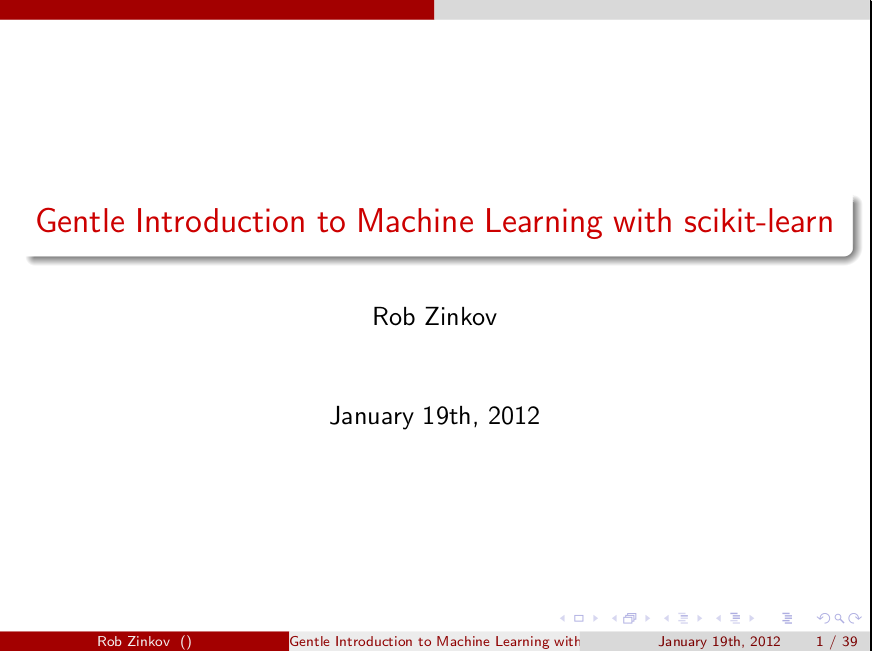 Gentle Introduction to Machine Learning with scikit-learn
Rob Zinkov
January 19th, 2012
Rob Zinkov () Gentle Introduction to Machine Learning with January 19th, 2012 1 / 39